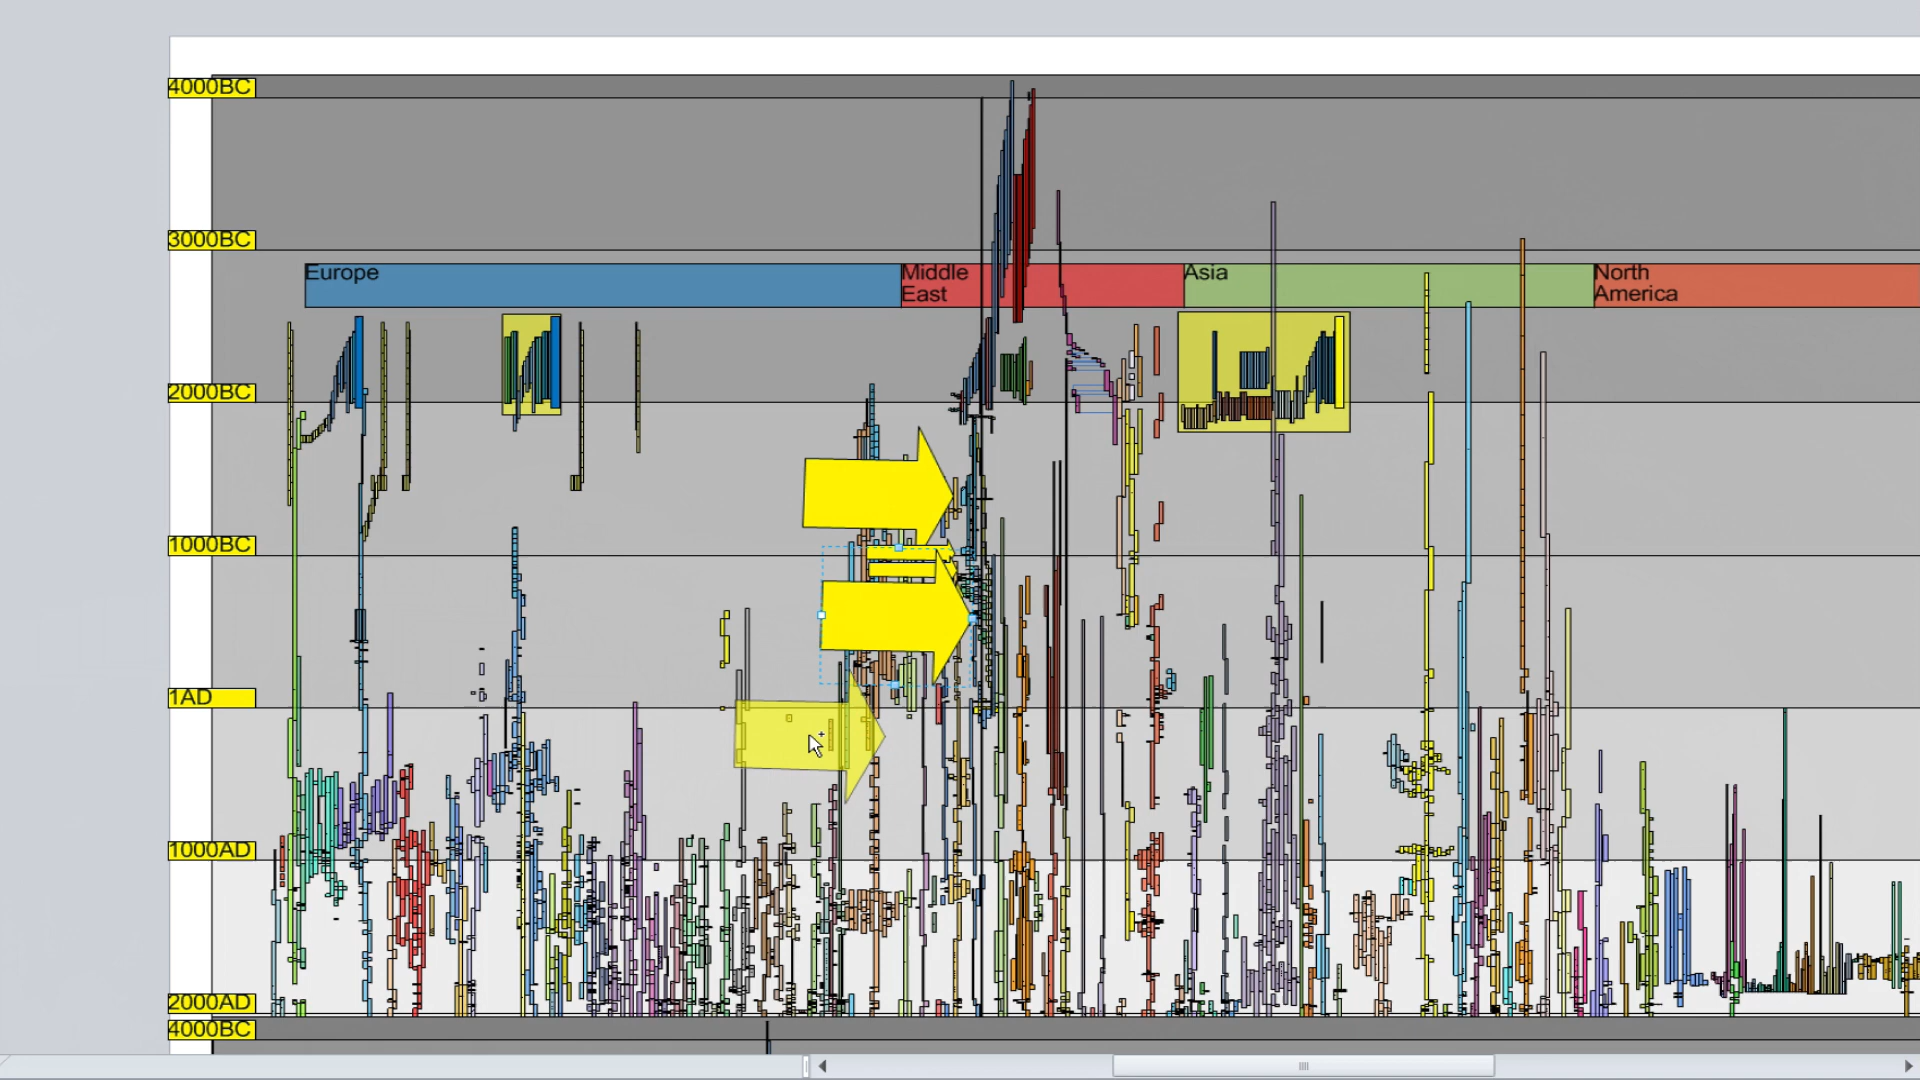 4000BC
3000BC
Europe
Middle
East
Asia
North
America
2000BC
1000BC
1AD
1000AD
2000AD
4000BC